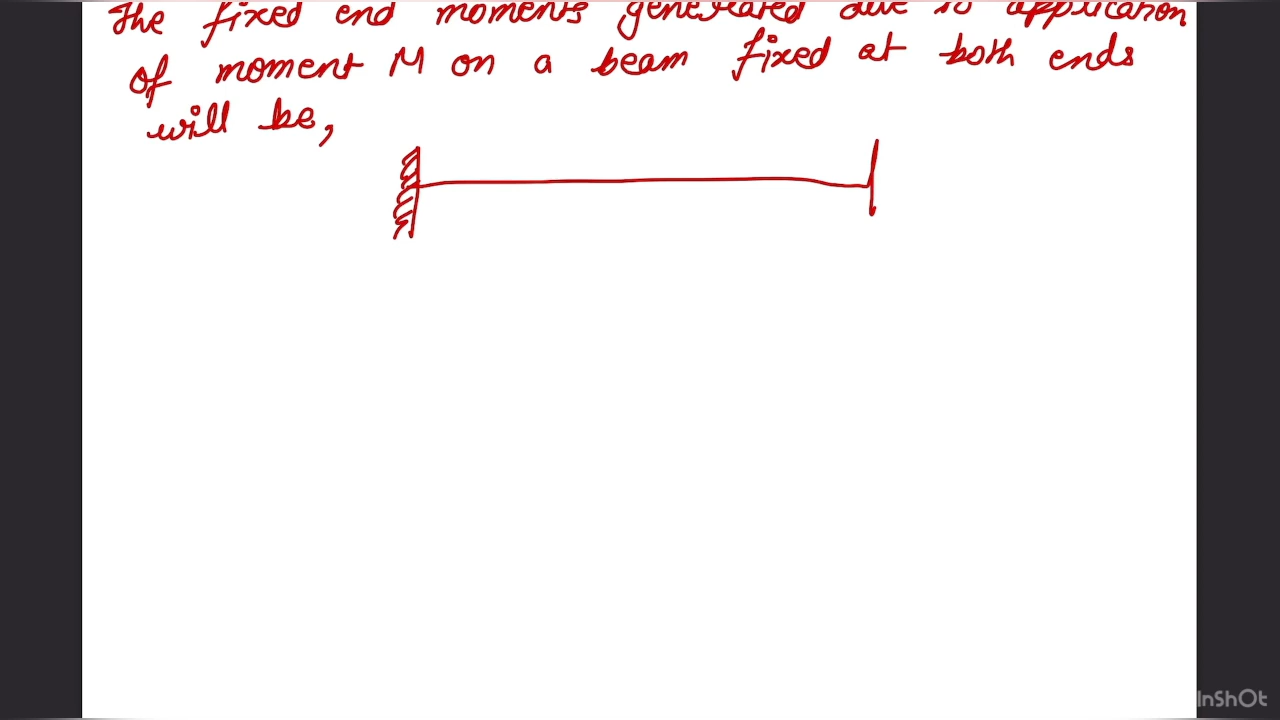 The fixed end moments generated due to application
of moment M on a beam fixed at both ends
will be,
InShOt